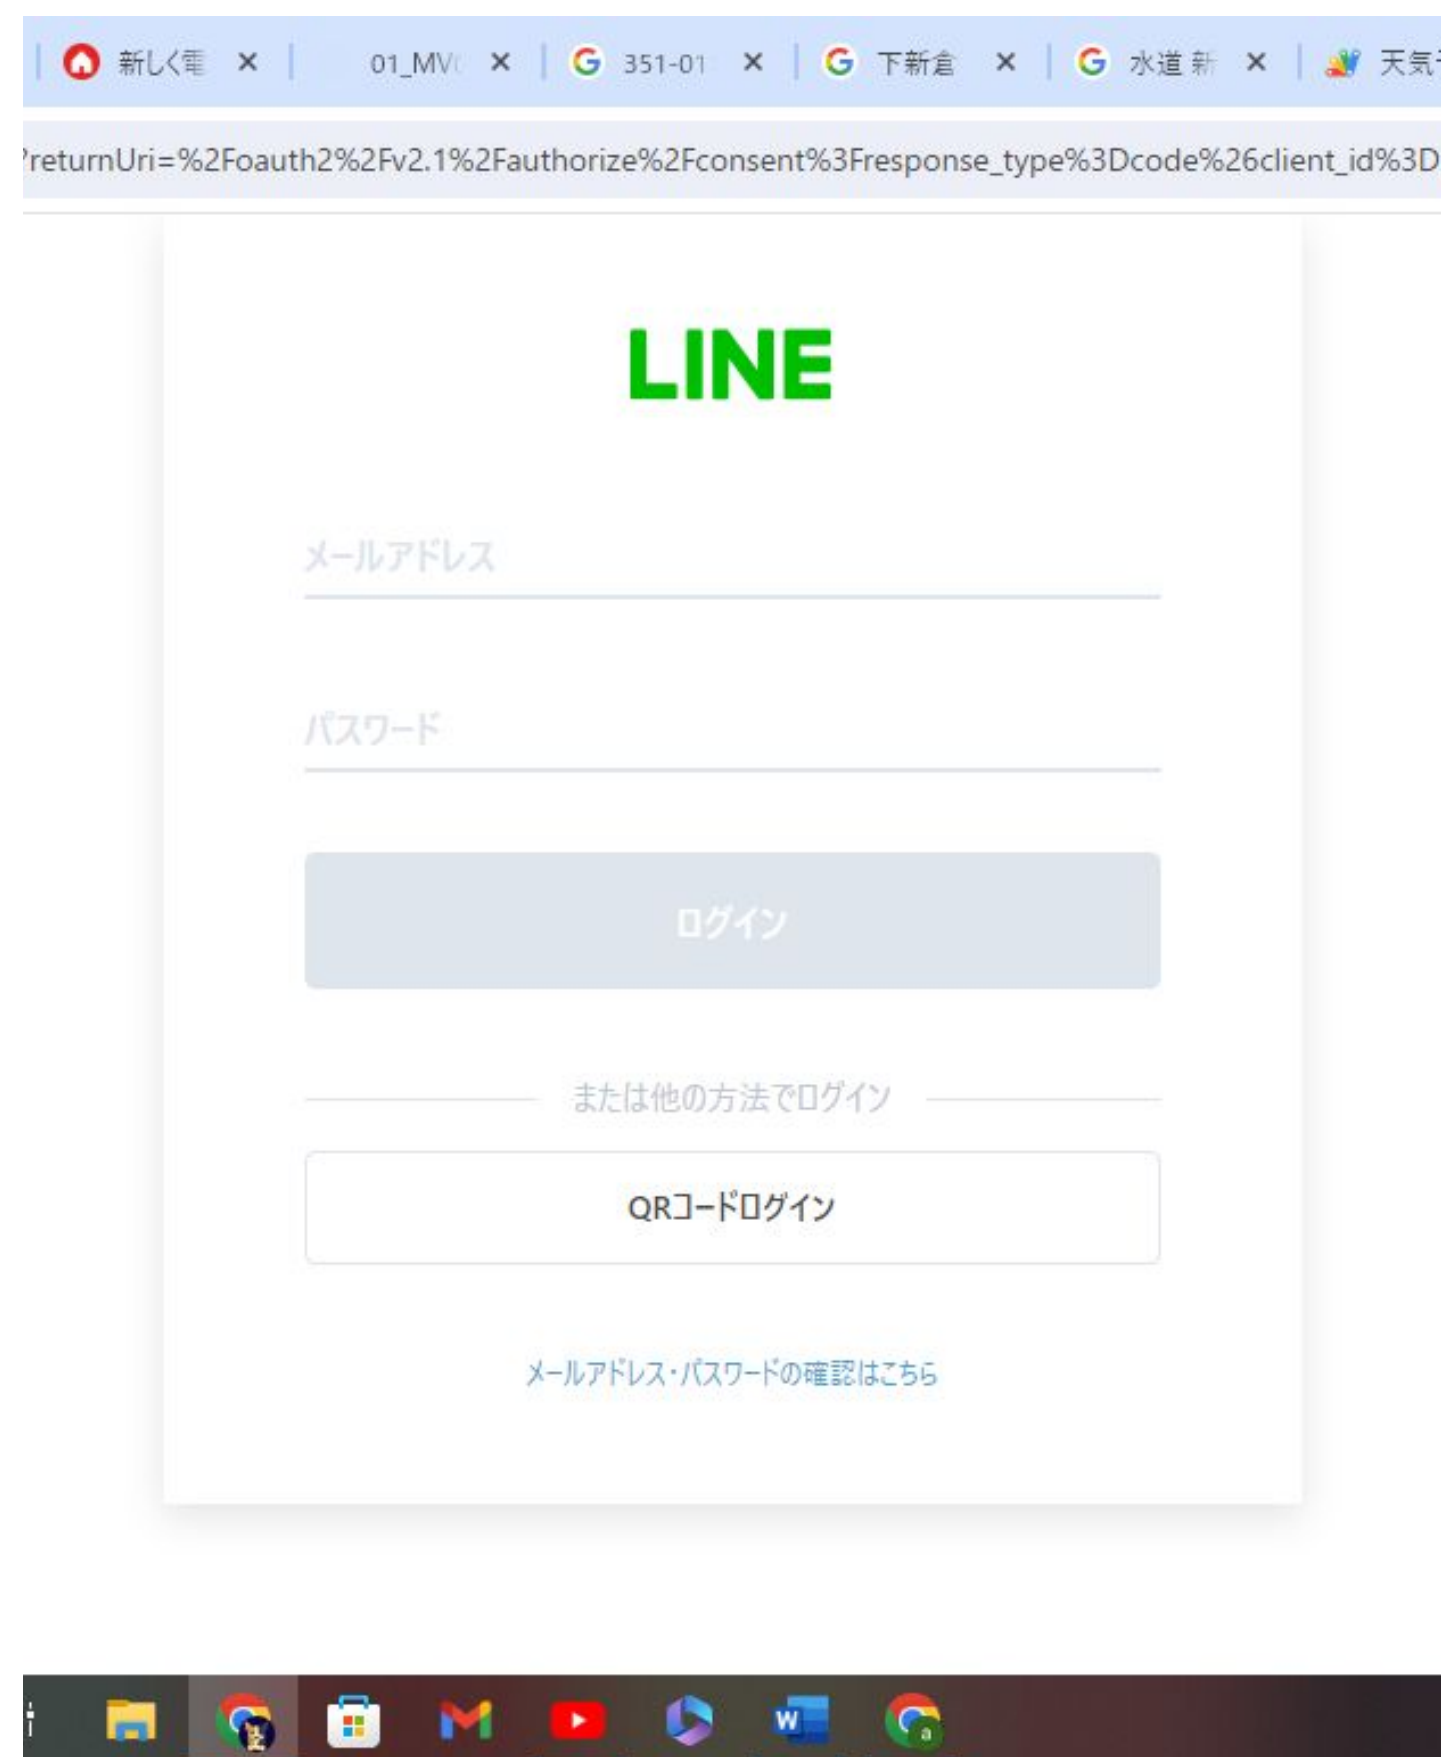 新しく電
01_MV
351-01
下新倉
水道 新
天気
?returnUri=%2Foauth2%2Fv2.1%2Fauthorize%2Fconsent%3Fresponse_type%3Dcode%26client_id%3D
LINE
メールアドレス
パスワード
ログイン
または他の方法でログイン
QRコードログイン
メールアドレス・パスワードの確認はこちら